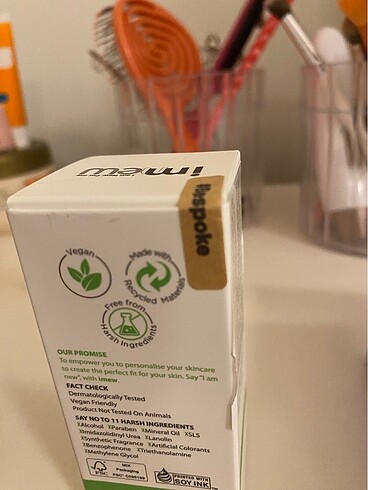 imew
Bespoke
Vegan
Made with
Recycled Materials
Free from
Harsh Ingredients
OUR PROMISE
To empower you to personalise your skincare
to create the perfect fit for your skin. Say "I am
new", with imew.
FACT CHECK
Dermatologically Tested
Vegan Friendly
Product Not Tested On Animals
SAY NO TO 11 HARSH INGREDIENTS
xAlcohol xParaben xMineral Oil xSLS
xImidazolidinyl Urea xLanolin
xSynthetic Fragrance xArtificial Colorants
xBenzophenone xTriethanolamine
xMethylene Glycol
FSC
MIX
Packaging
PRINTED WITH
SOY INK